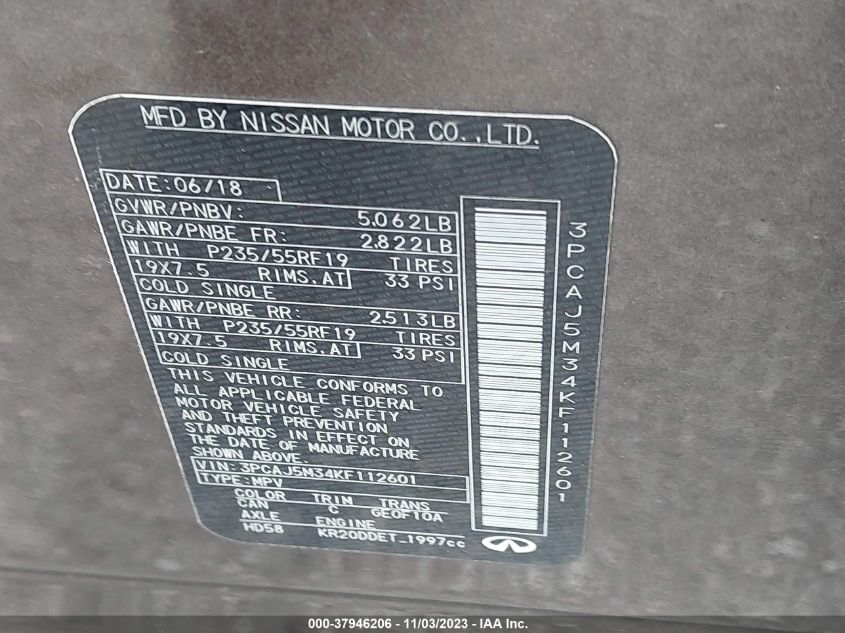 MFD BY NISSAN MOTOR CO.,LTD.
DATE:06/18
GVWR/PNBV: 5.062LB
GAWR/PNBE FR: 2.822LB
WITH P235/55RF19 TIRES
19X7.5 RIMS,AT 33 PSI
COLD SINGLE
GAWR/PNBE RR: 2.513LB
WITH P235/55RF19 TIRES
19X7.5 RIMS,AT 33 PSI
COLD SINGLE
THIS VEHICLE CONFORMS TO
ALL APPLICABLE FEDERAL
MOTOR VEHICLE SAFETY
AND THEFT PREVENTION
STANDARDS IN EFFECT ON
THE DATE OF MANUFACTURE
SHOWN ABOVE.
VIN:3PCAJ5M34KF112601
TYPE:MPV
COLOR TRIM TRANS
CAN C GE0F10A
AXLE ENGINE
HD58 KR20DDET 1997cc
3PCAJ5M34KF112601
000-37946206 - 11/03/2023 - IAA Inc.